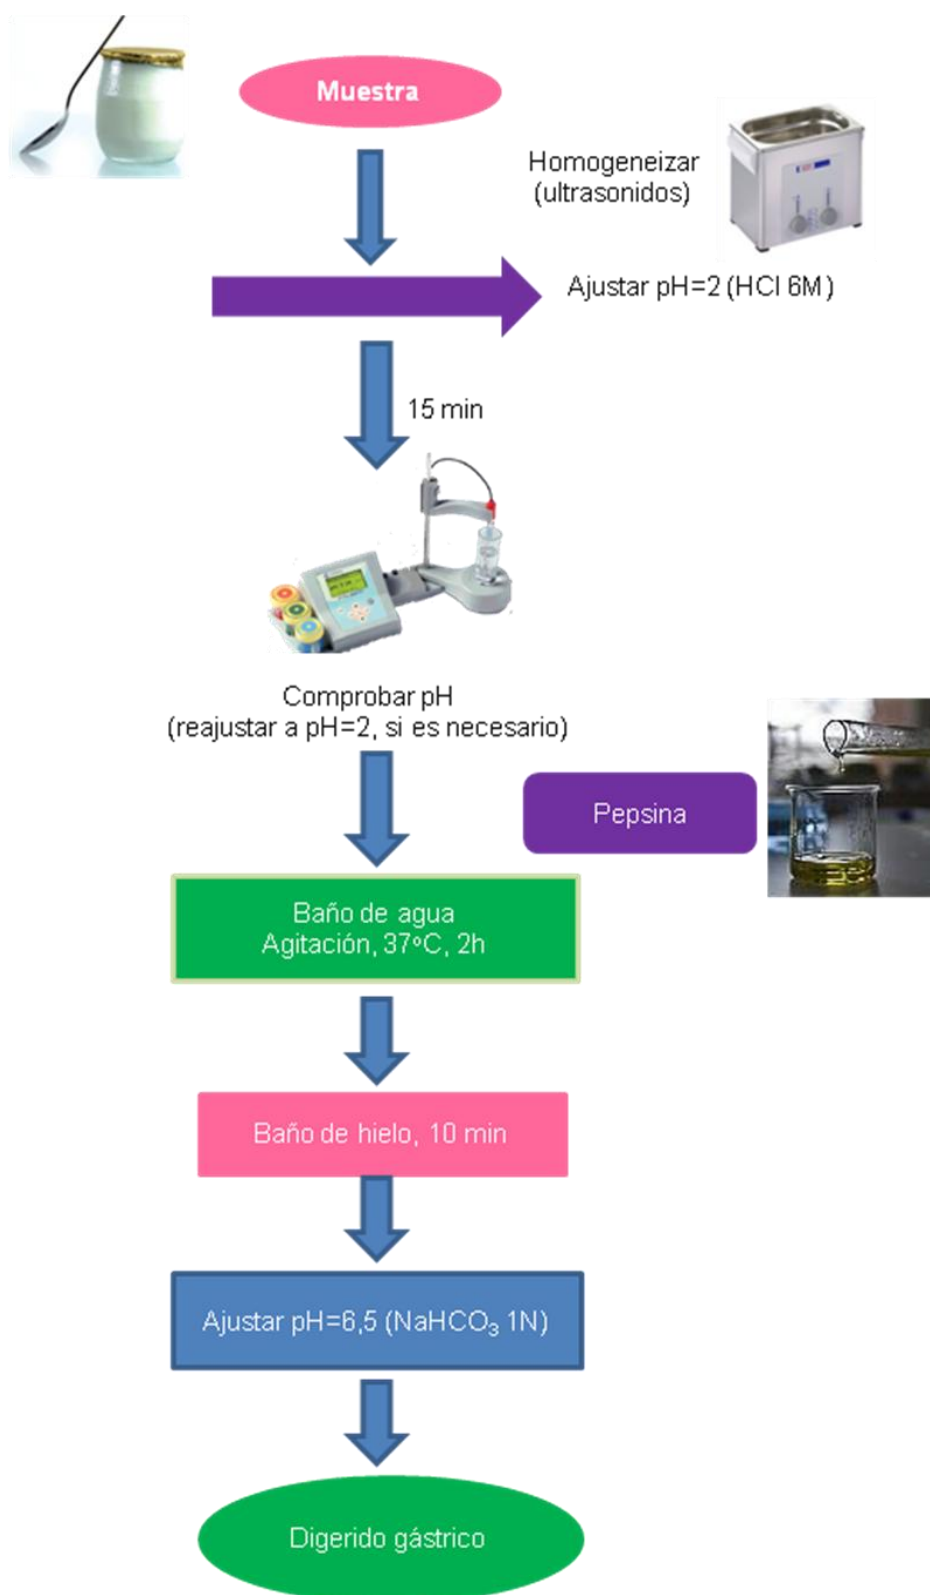 Muestra
Homogeneizar
(ultrasonidos)
Ajustar pH=2 (HCl 6M)
15 min
Comprobar pH
(reajustar a pH=2, si es necesario)
Pepsina
Baño de agua
Agitación, 37ºC, 2h
Baño de hielo, 10 min
Ajustar pH=6,5 (NaHCO₃ 1N)
Digerido gástrico